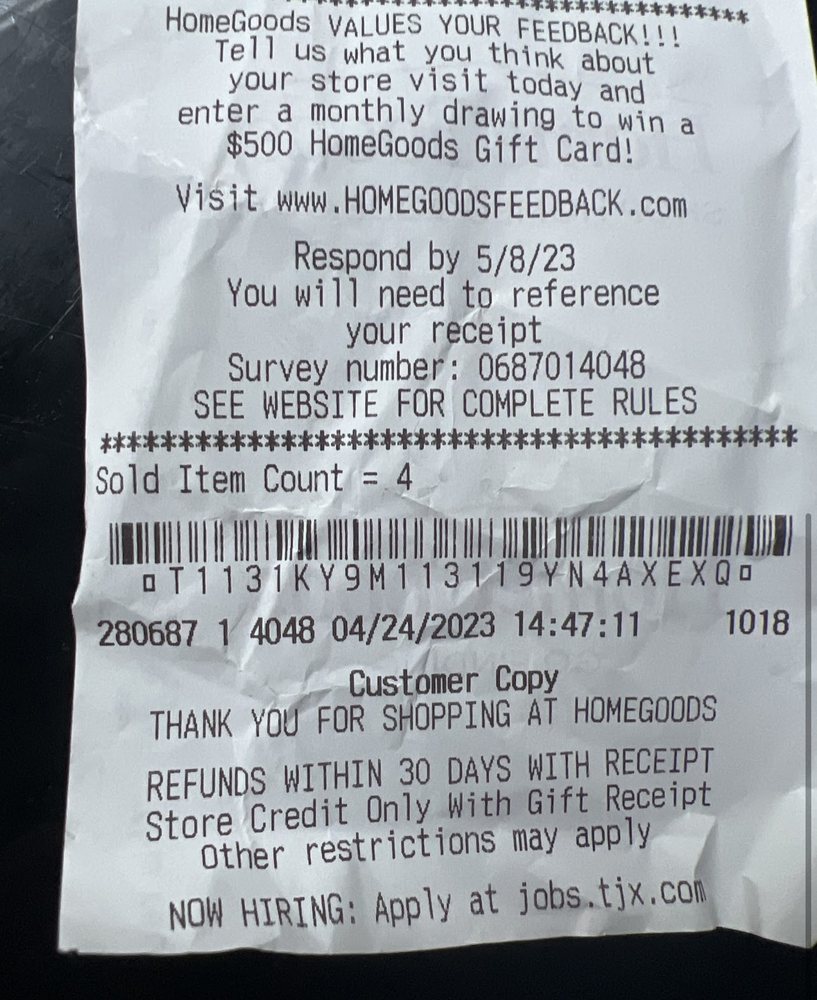 *******************************************
HomeGoods VALUES YOUR FEEDBACK!!!
Tell us what you think about
your store visit today and
enter a monthly drawing to win a
$500 HomeGoods Gift Card!
Visit www.HOMEGOODSFEEDBACK.com
Respond by 5/8/23
You will need to reference
your receipt
Survey number: 0687014048
SEE WEBSITE FOR COMPLETE RULES
*******************************************
Sold Item Count = 4
¤T1131KY9M113119YN4AXEXQ¤
280687 1 4048 04/24/2023 14:47:11 1018
Customer Copy
THANK YOU FOR SHOPPING AT HOMEGOODS
REFUNDS WITHIN 30 DAYS WITH RECEIPT
Store Credit Only With Gift Receipt
Other restrictions may apply
NOW HIRING: Apply at jobs.tjx.com